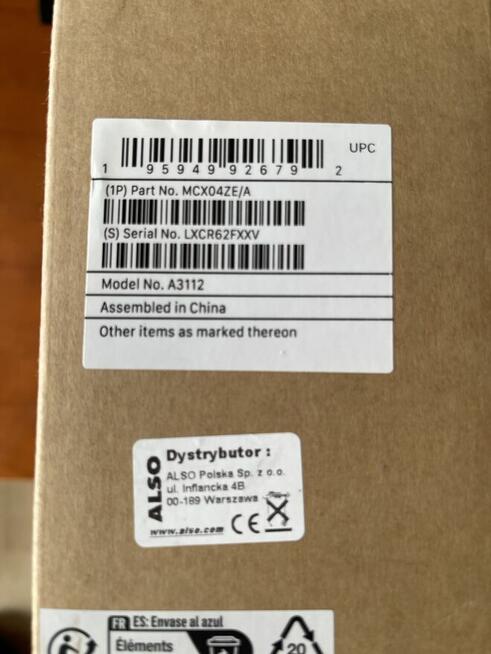 UPC
1 95949 92679 2
(1P) Part No. MCX04ZE/A
(S) Serial No. LXCR62FXXV
Model No. A3112
Assembled in China
Other items as marked thereon
ALSO
Dystrybutor :
ALSO Polska Sp. z o.o.
ul. Inflancka 4B
00-189 Warszawa
www.also.com CE
FR ES: Envase al azul
Éléments
20